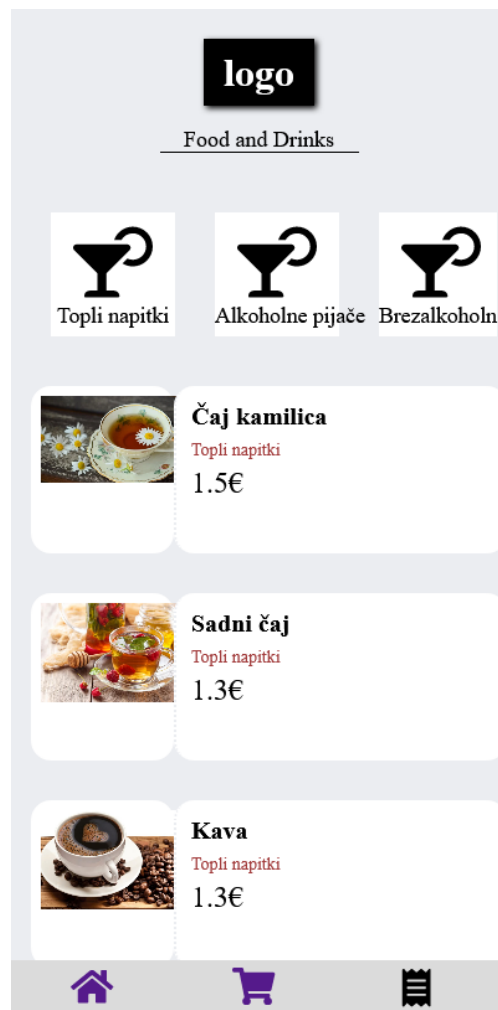 logo
Food and Drinks
Topli napitki
Alkoholne pijače
Brezalkoholn
Čaj kamilica
Topli napitki
1.5€
Sadni čaj
Topli napitki
1.3€
Kava
Topli napitki
1.3€